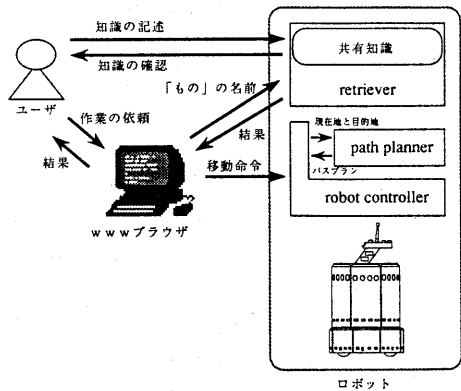 知識の記述
知識の確認
ユーザ
共有知識
retriever
「もの」の名前
結果
作業の依頼
結果
現在地と目的地
path planner
パスプラン
移動命令
robot controller
wwwブラウザ
ロボット